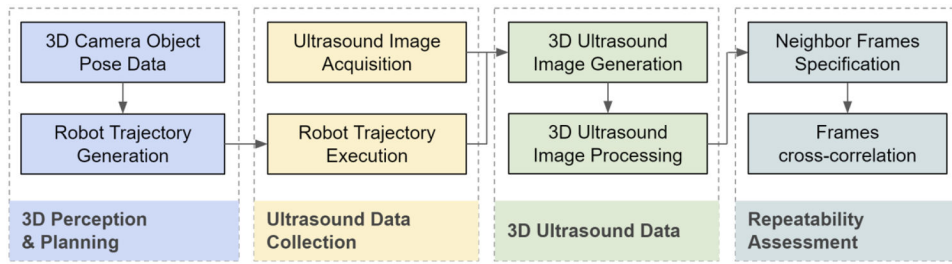 3D Camera Object
Pose Data
Robot Trajectory
Generation
3D Perception
& Planning
Ultrasound Image
Acquisition
Robot Trajectory
Execution
Ultrasound Data
Collection
3D Ultrasound
Image Generation
3D Ultrasound
Image Processing
3D Ultrasound Data
Neighbor Frames
Specification
Frames
cross-correlation
Repeatability
Assessment